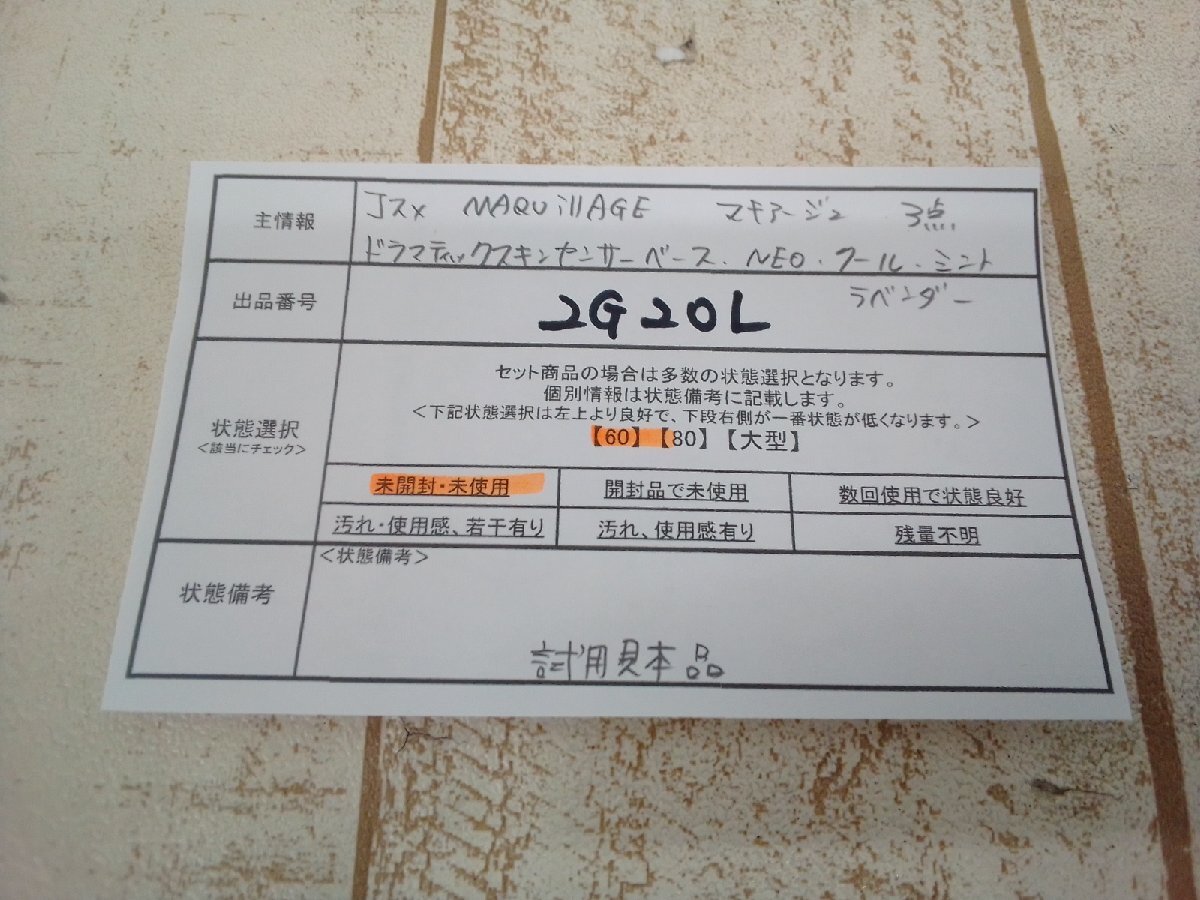 主情報
コスメ MAQuillAGE マキアージュ 3点
ドラマティックスキンセンサーベース・NEO・クール・ミント
ラベンダー
出品番号
2G20L
状態選択
<該当にチェック>
セット商品の場合は多数の状態選択となります。
個別情報は状態備考に記載します。
<下記状態選択は左上より良好で、下段右側が一番状態が低くなります。>
【60】【80】【大型】
未開封・未使用 開封品で未使用 数回使用で状態良好
汚れ・使用感、若干有り 汚れ、使用感有り 残量不明
状態備考
<状態備考>
試用見本品